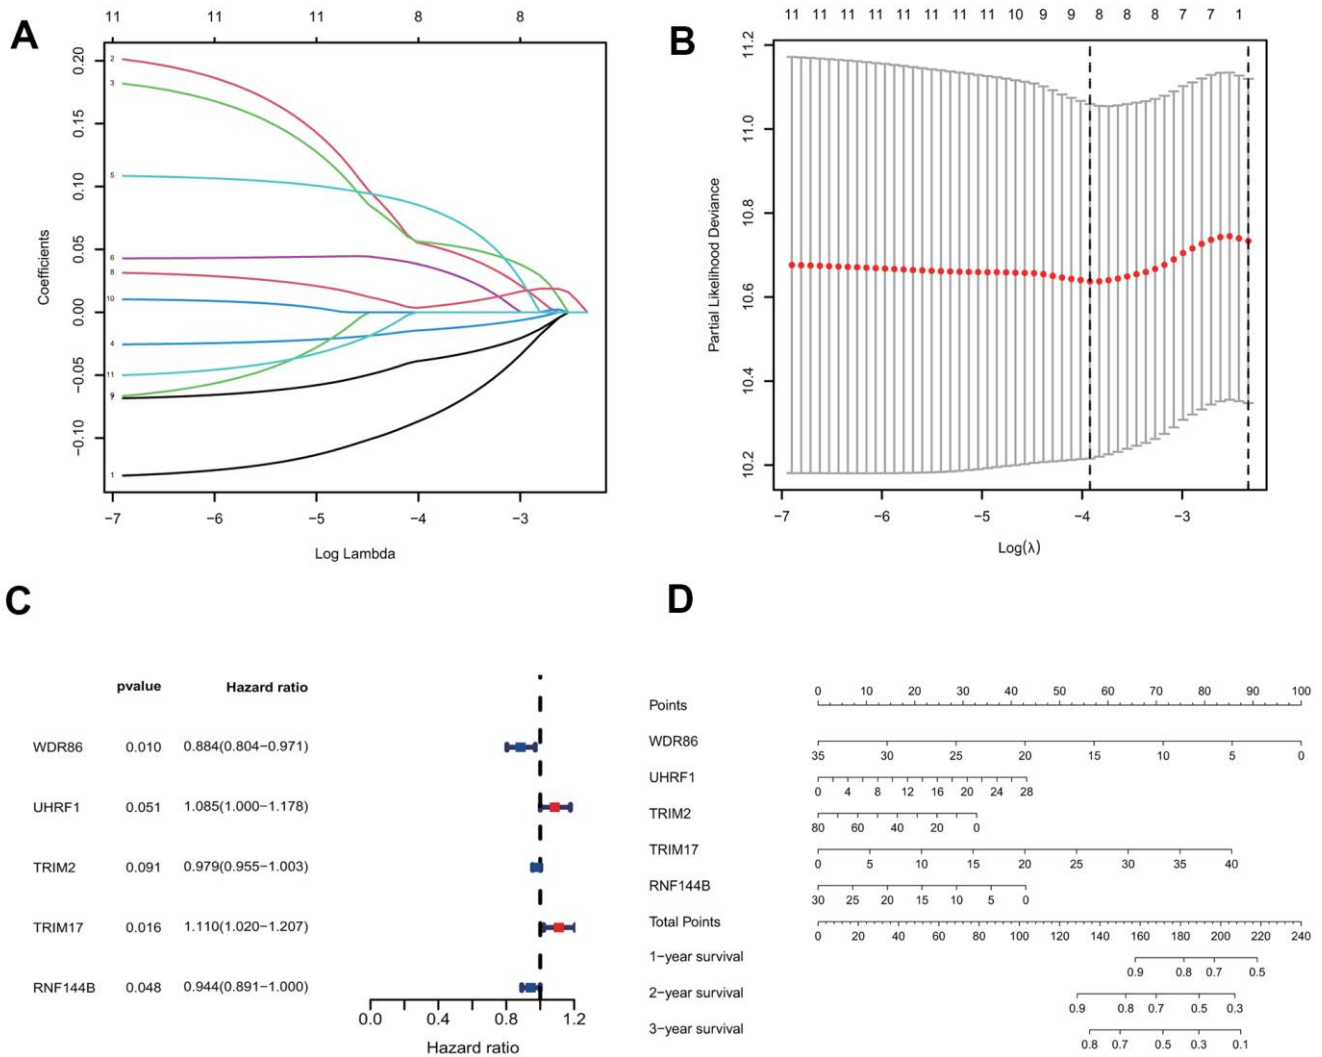 A
11 11 11 8 8
0.20
0.15
0.10
0.05
0.00
−0.05
−0.10
Coefficients
2
3
5
6
8
10
4
11
1
−7 −6 −5 −4 −3
Log Lambda
B
11 11 11 11 11 11 11 11 10 9 9 8 8 8 7 7 1
11.2
11.0
10.8
10.6
10.4
10.2
Partial Likelihood Deviance
−7 −6 −5 −4 −3
Log(λ)
C
pvalue Hazard ratio
WDR86 0.010 0.884(0.804−0.971)
UHRF1 0.051 1.085(1.000−1.178)
TRIM2 0.091 0.979(0.955−1.003)
TRIM17 0.016 1.110(1.020−1.207)
RNF144B 0.048 0.944(0.891−1.000)
0.0 0.4 0.8 1.2
Hazard ratio
D
0 10 20 30 40 50 60 70 80 90 100
Points
WDR86
35 30 25 20 15 10 5 0
UHRF1
0 4 8 12 16 20 24 28
TRIM2
80 60 40 20 0
TRIM17
0 5 10 15 20 25 30 35 40
RNF144B
30 25 20 15 10 5 0
Total Points
0 20 40 60 80 100 120 140 160 180 200 220 240
1−year survival
0.9 0.8 0.7 0.5
2−year survival
0.9 0.8 0.7 0.5 0.3
3−year survival
0.8 0.7 0.5 0.3 0.1